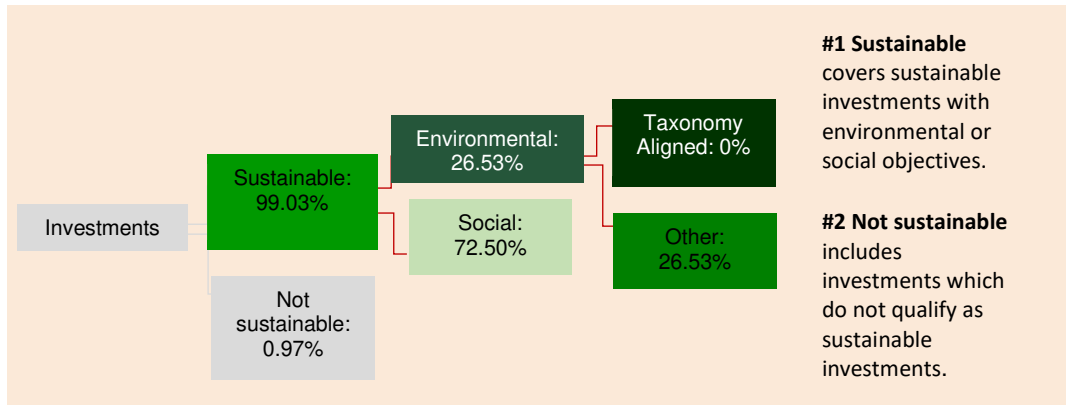 Investments
Sustainable:
99.03%
Not
sustainable:
0.97%
Environmental:
26.53%
Social:
72.50%
Taxonomy
Aligned: 0%
Other:
26.53%
#1 Sustainable
covers sustainable
investments with
environmental or
social objectives.
#2 Not sustainable
includes
investments which
do not qualify as
sustainable
investments.